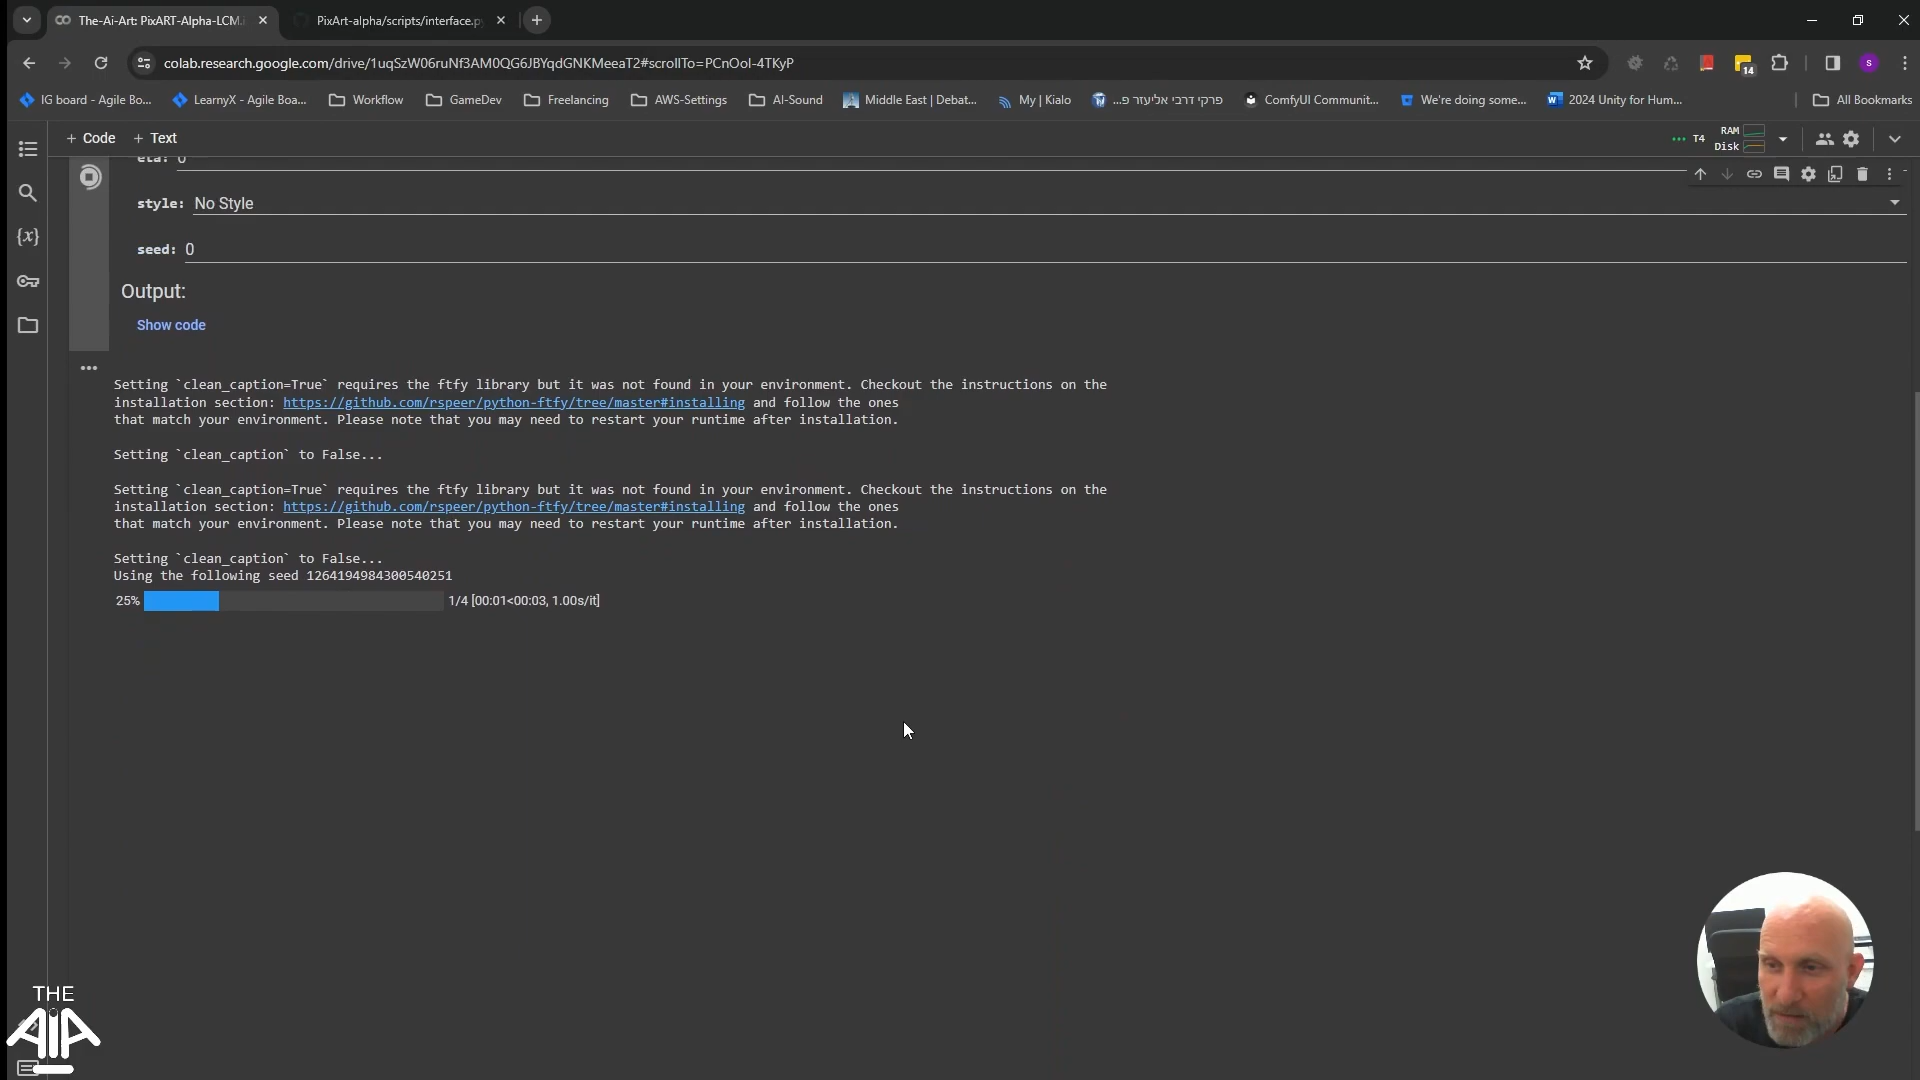 The-Ai-Art: PixART-Alpha-LCM.i
PixArt-alpha/scripts/interface.py
colab.research.google.com/drive/1uqSzW06ruNf3AM0QG6JBYqdGNKMeeaT2#scrollTo=PCnOol-4TKyP
14
s
IG board - Agile Bo...
LearnyX - Agile Boa...
Workflow
GameDev
Freelancing
AWS-Settings
AI-Sound
Middle East | Debat...
My | Kialo
פרקי דרבי אליעזר פ...
ComfyUI Communit...
We're doing some...
2024 Unity for Hum...
All Bookmarks
+ Code + Text
T4
RAM
Disk
eta: 0
style: No Style
seed: 0
Output:
Show code
Setting `clean_caption=True` requires the ftfy library but it was not found in your environment. Checkout the instructions on the
installation section: https://github.com/rspeer/python-ftfy/tree/master#installing and follow the ones
that match your environment. Please note that you may need to restart your runtime after installation.
Setting `clean_caption` to False...
Setting `clean_caption=True` requires the ftfy library but it was not found in your environment. Checkout the instructions on the
installation section: https://github.com/rspeer/python-ftfy/tree/master#installing and follow the ones
that match your environment. Please note that you may need to restart your runtime after installation.
Setting `clean_caption` to False...
Using the following seed 1264194984300540251
25% 1/4 [00:01<00:03, 1.00s/it]
THE
AIA